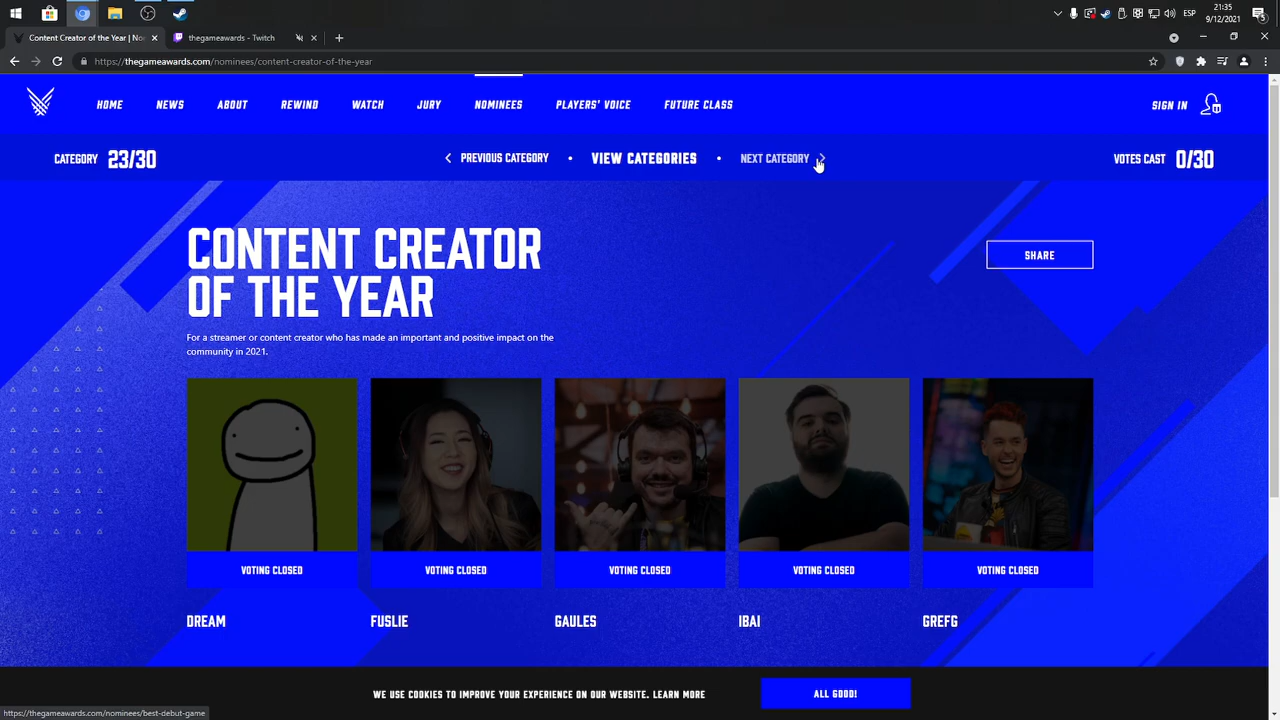 21:35
ESP
9/12/2021
Content Creator of the Year | No
thegameawards - Twitch
https://thegameawards.com/nominees/content-creator-of-the-year
HOME
NEWS
ABOUT
REWIND
WATCH
JURY
NOMINEES
PLAYERS' VOICE
FUTURE CLASS
SIGN IN
CATEGORY 23/30
PREVIOUS CATEGORY
VIEW CATEGORIES
NEXT CATEGORY
VOTES CAST 0/30
CONTENT CREATOR
OF THE YEAR
SHARE
For a streamer or content creator who has made an important and positive impact on the
community in 2021.
VOTING CLOSED
VOTING CLOSED
VOTING CLOSED
VOTING CLOSED
VOTING CLOSED
DREAM
FUSLIE
GAULES
IBAI
GREFG
WE USE COOKIES TO IMPROVE YOUR EXPERIENCE ON OUR WEBSITE. LEARN MORE
ALL GOOD!
https://thegameawards.com/nominees/best-debut-game